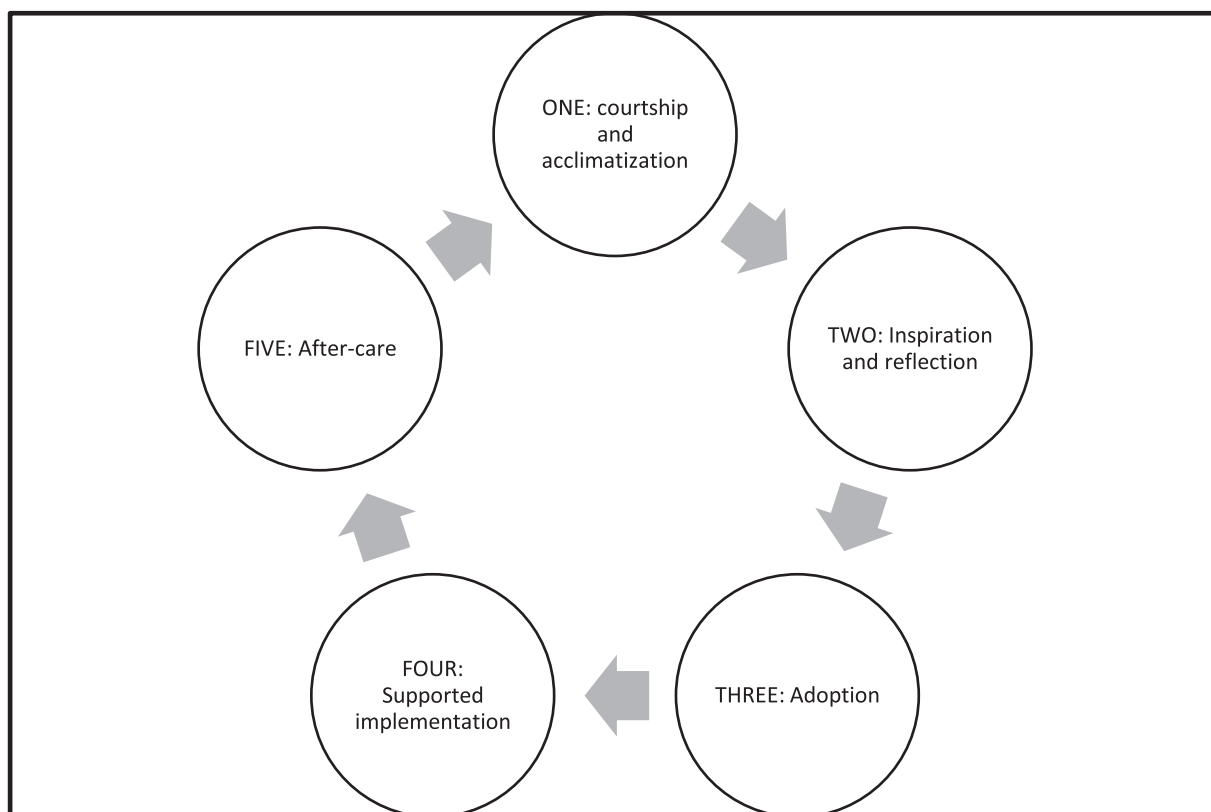 ONE: courtship
and
acclimatization
TWO: Inspiration
and reflection
THREE: Adoption
FOUR:
Supported
implementation
FIVE: After-care